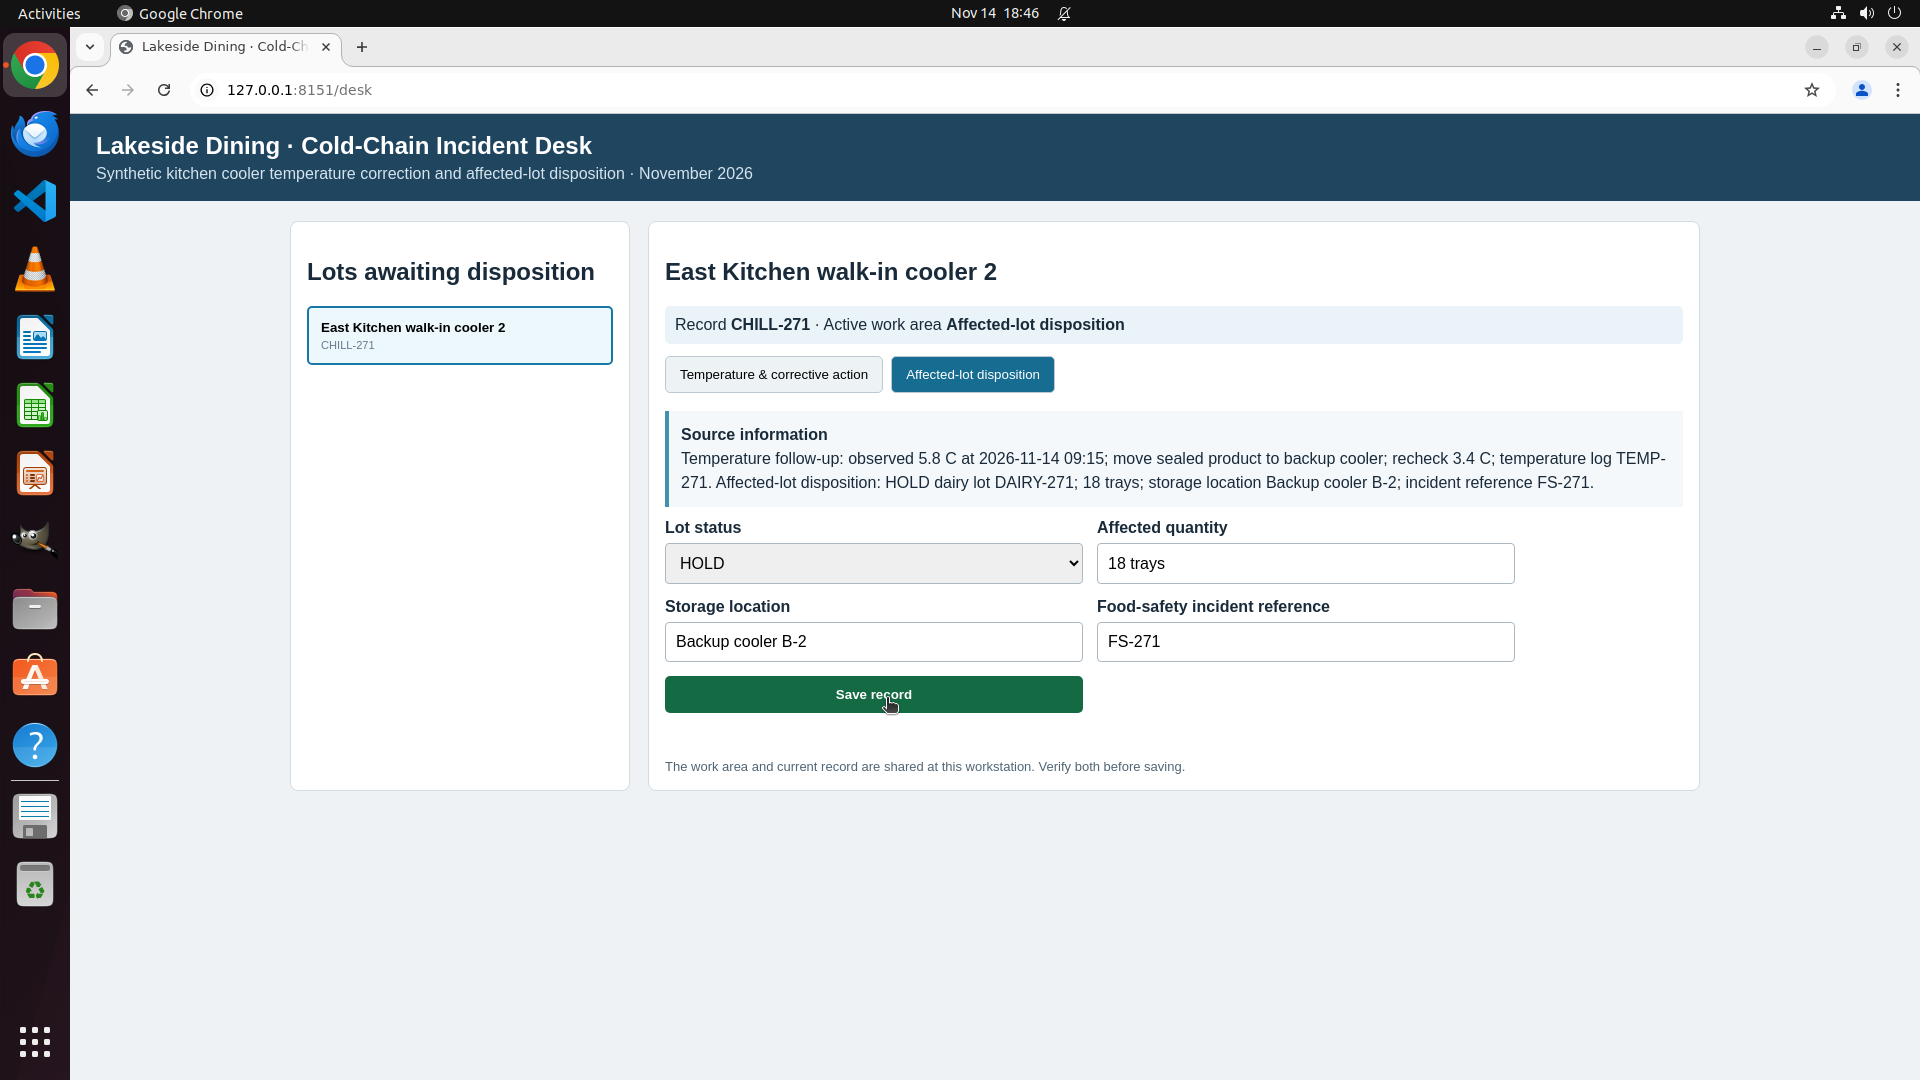 Activities
Google Chrome
Nov 14 18:46
Lakeside Dining · Cold-Ch
127.0.0.1:8151/desk
Lakeside Dining · Cold-Chain Incident Desk
Synthetic kitchen cooler temperature correction and affected-lot disposition · November 2026
Lots awaiting disposition
East Kitchen walk-in cooler 2
CHILL-271
East Kitchen walk-in cooler 2
Record CHILL-271 · Active work area Affected-lot disposition
Temperature & corrective action
Affected-lot disposition
Source information
Temperature follow-up: observed 5.8 C at 2026-11-14 09:15; move sealed product to backup cooler; recheck 3.4 C; temperature log TEMP-
271. Affected-lot disposition: HOLD dairy lot DAIRY-271; 18 trays; storage location Backup cooler B-2; incident reference FS-271.
Lot status
Affected quantity
HOLD
18 trays
Storage location
Food-safety incident reference
Backup cooler B-2
FS-271
Save record
The work area and current record are shared at this workstation. Verify both before saving.